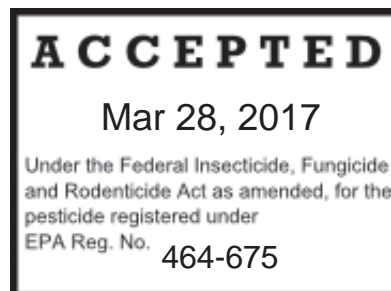 ACCEPTED
Mar 28, 2017
Under the Federal Insecticide, Fungicide
and Rodenticide Act as amended, for the
pesticide registered under
EPA Reg. No. 464-675